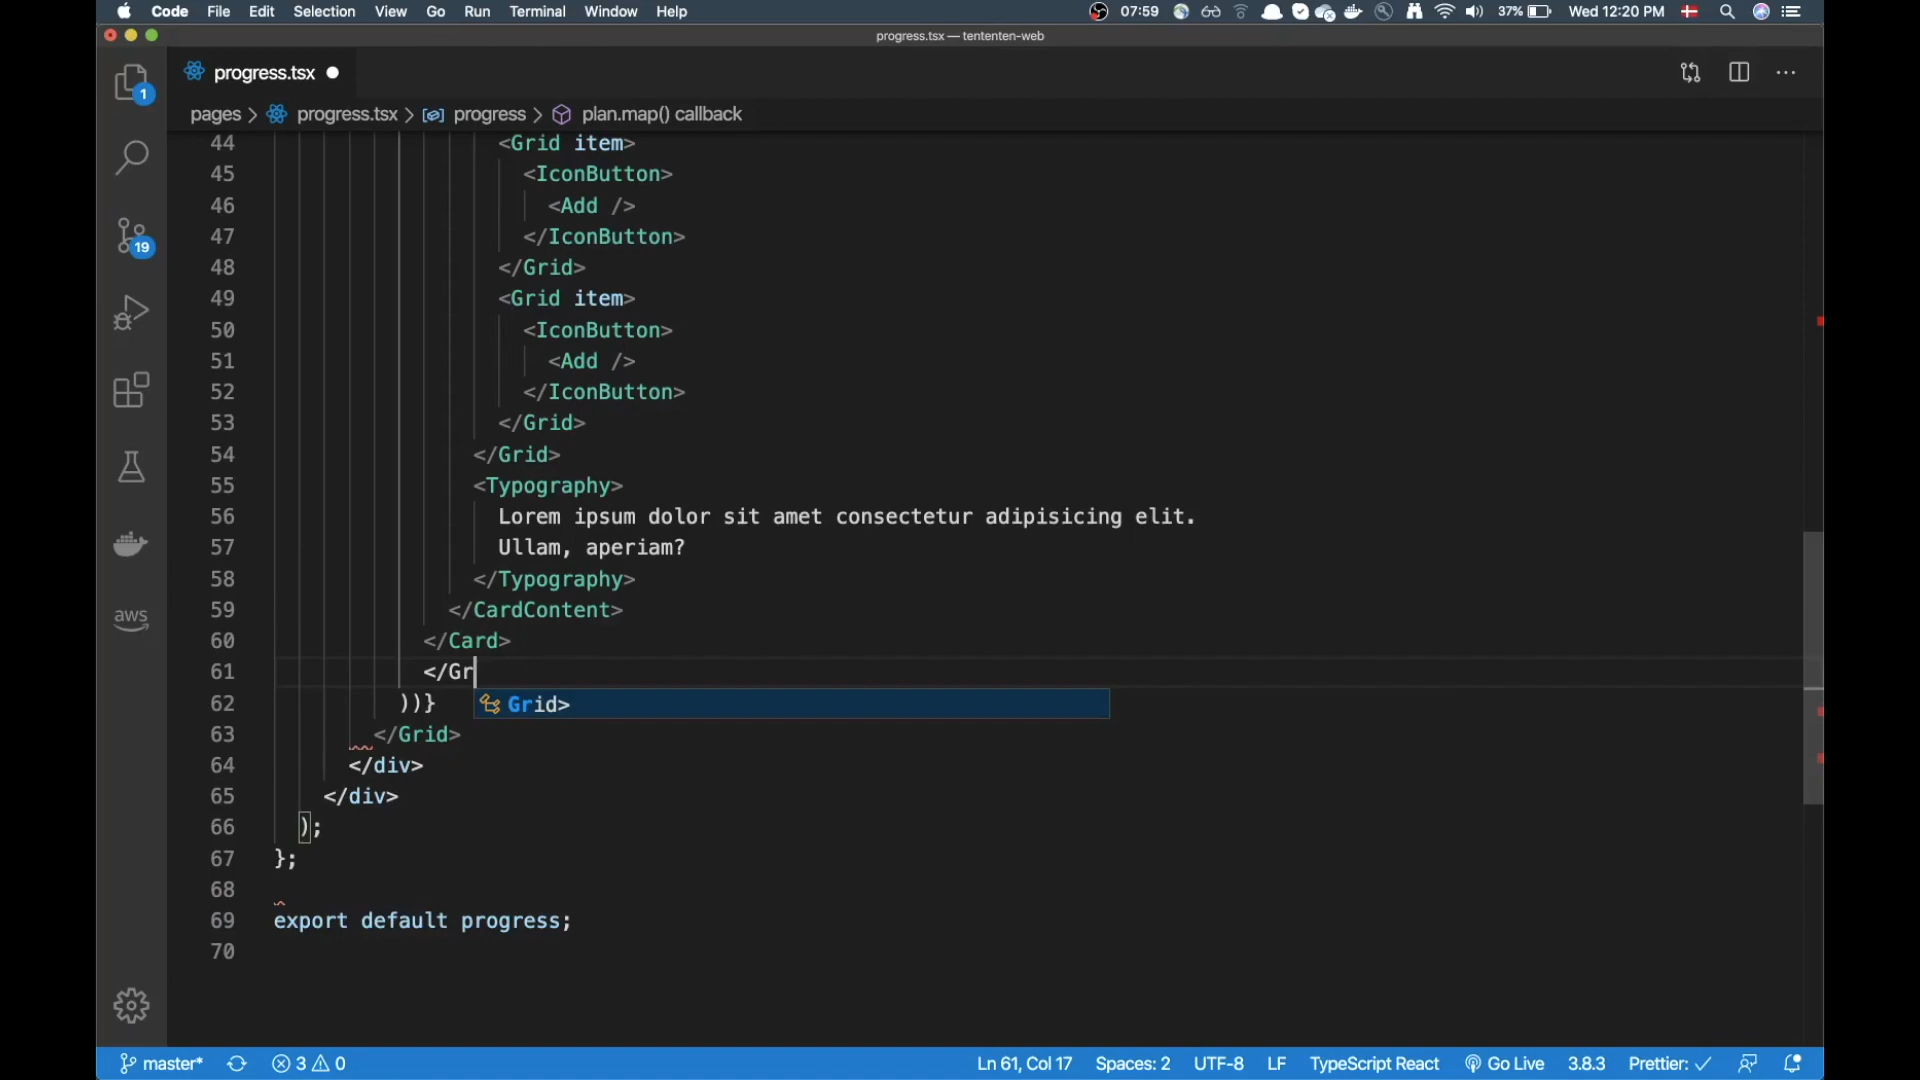 Code File Edit Selection View Go Run Terminal Window Help 07:59 37% Wed 12:20 PM
progress.tsx — tententen-web
progress.tsx
1
pages > progress.tsx > progress > plan.map() callback
44 <Grid item>
45 <IconButton>
46 <Add />
47 </IconButton>
48 </Grid>
49 <Grid item>
50 <IconButton>
51 <Add />
52 </IconButton>
53 </Grid>
54 </Grid>
55 <Typography>
56 Lorem ipsum dolor sit amet consectetur adipisicing elit.
57 Ullam, aperiam?
58 </Typography>
59 </CardContent>
60 </Card>
61 </Gr
62 ))}
Grid>
63 </Grid>
64 </div>
65 </div>
66 );
67 };
68
69 export default progress;
70
19
aws
master* 3 0 Ln 61, Col 17 Spaces: 2 UTF-8 LF TypeScript React Go Live 3.8.3 Prettier: ✓